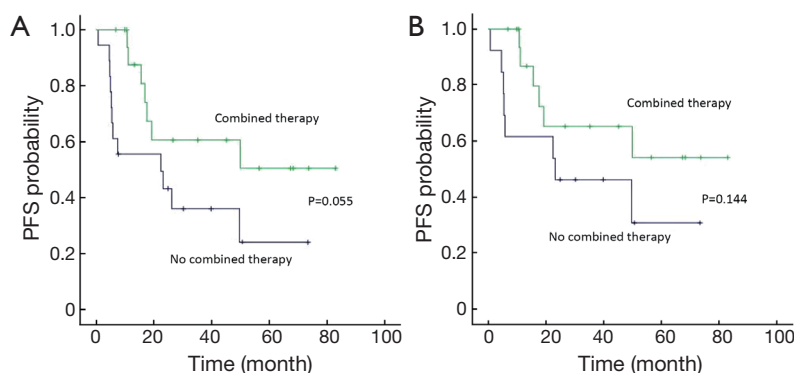 A
PFS probability
1.0
0.8
0.6
0.4
0.2
0
Combined therapy
P=0.055
No combined therapy
0 20 40 60 80 100
Time (month)
B
PFS probability
1.0
0.8
0.6
0.4
0.2
0
Combined therapy
P=0.144
No combined therapy
0 20 40 60 80 100
Time (month)